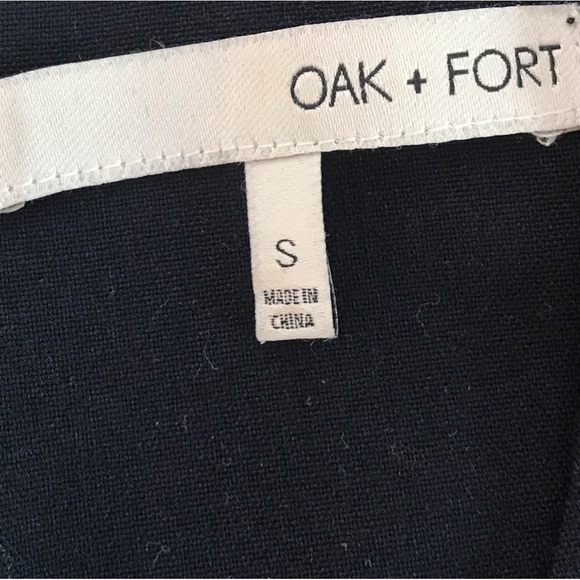 OAK + FORT
S
MADE IN
CHINA